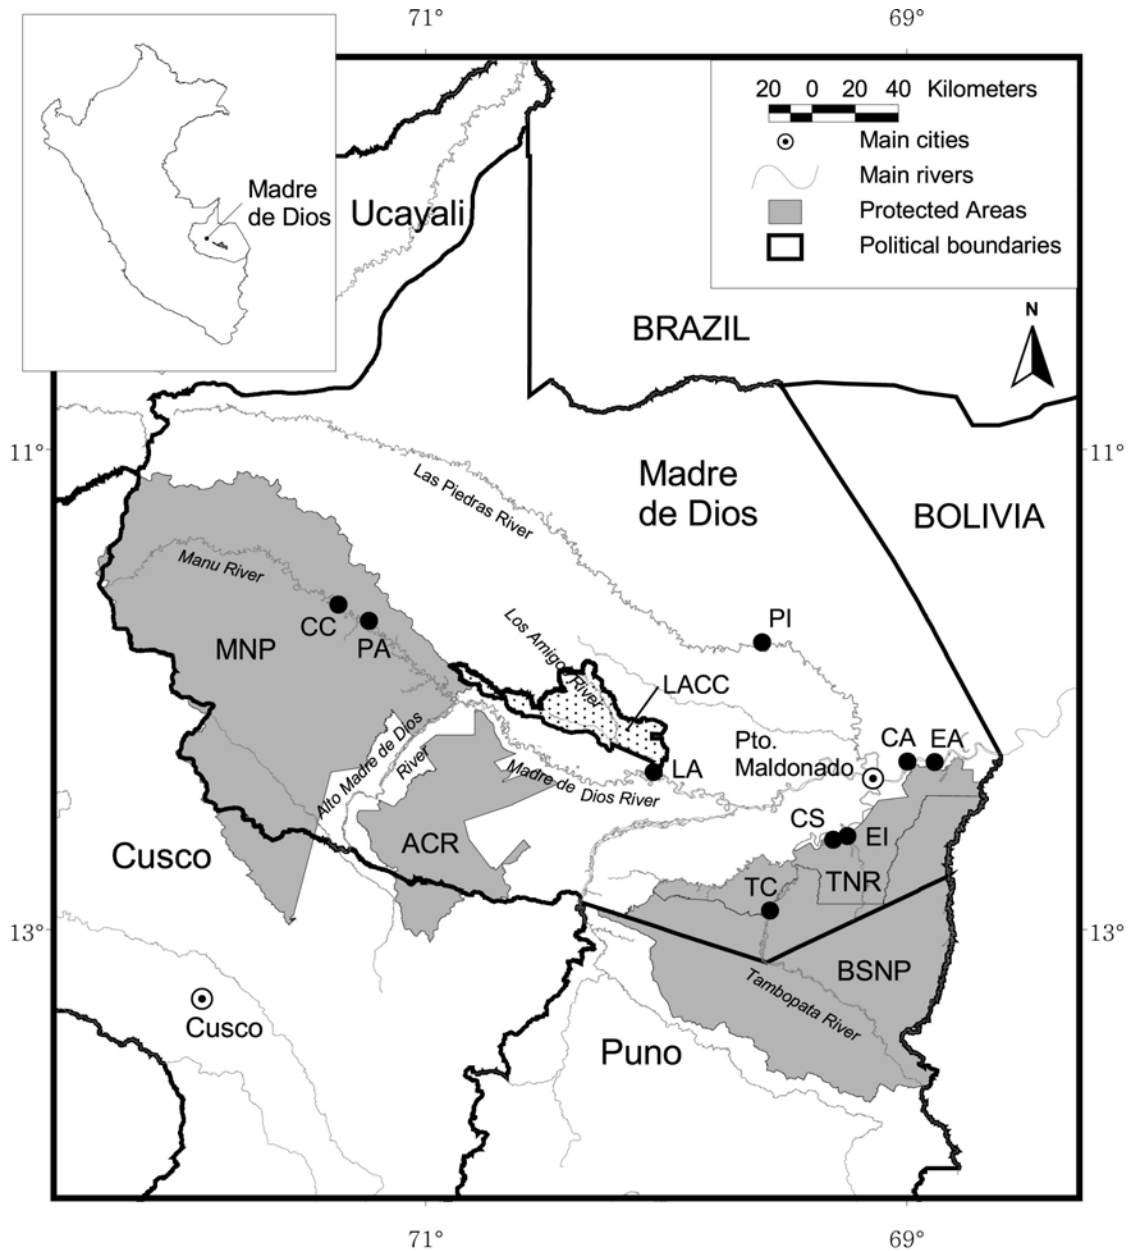 71°
69°
20 0 20 40 Kilometers
Main cities
Main rivers
Protected Areas
Political boundaries
Madre
de Dios
Ucayali
N
BRAZIL
11°
11°
Las Piedras River
Madre
de Dios
BOLIVIA
Manu River
CC
PA
MNP
Los Amigos River
PI
LACC
Alto Madre de Dios
River
Pto.
Maldonado
CA
EA
LA
Madre de Dios River
CS
EI
ACR
Cusco
TC
TNR
13°
13°
BSNP
Tambopata River
Cusco
Puno
71°
69°